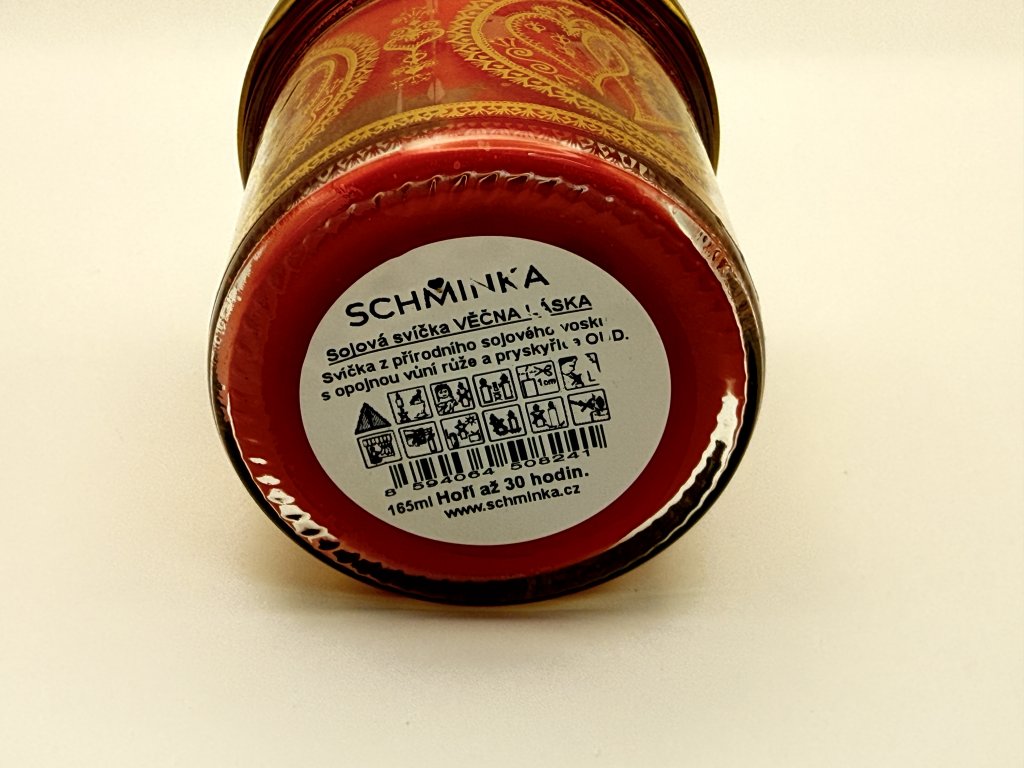 SCHMINKA
Sojová svíčka VĚČNÁ LÁSKA
Svíčka z přírodního sojového vosku
s opojnou vůní růže a pryskyřice OUD.
1cm
8 594064 508241
165ml Hoří až 30 hodin.
www.schminka.cz